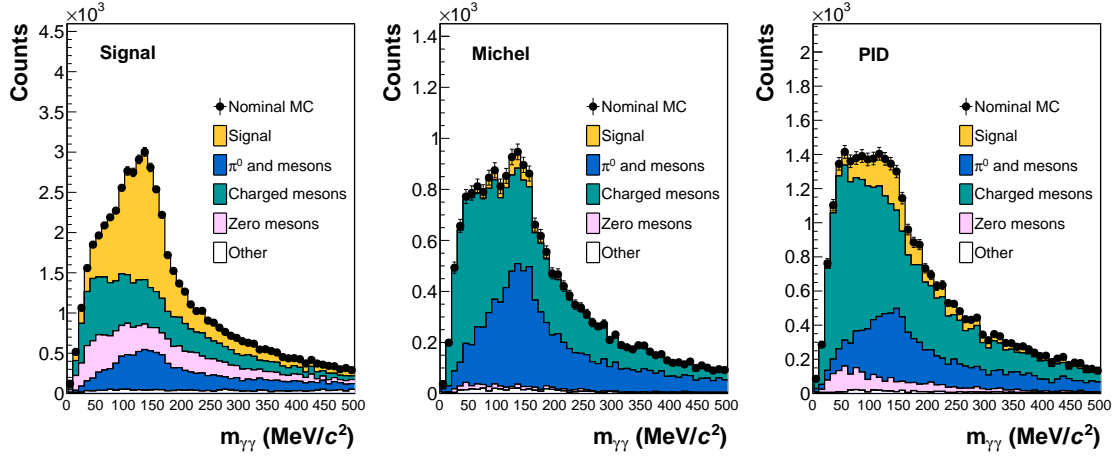 ×10³
Signal
Counts
5
4.5
4
3.5
3
2.5
2
1.5
1
0.5
0
Nominal MC
Signal
π⁰ and mesons
Charged mesons
Zero mesons
Other
0 50 100 150 200 250 300 350 400 450 500
mγγ (MeV/c²)
×10³
Michel
Counts
1.4
1.2
1
0.8
0.6
0.4
0.2
0
Nominal MC
Signal
π⁰ and mesons
Charged mesons
Zero mesons
Other
0 50 100 150 200 250 300 350 400 450 500
mγγ (MeV/c²)
×10³
PID
Counts
2
1.8
1.6
1.4
1.2
1
0.8
0.6
0.4
0.2
0
Nominal MC
Signal
π⁰ and mesons
Charged mesons
Zero mesons
Other
0 50 100 150 200 250 300 350 400 450 500
mγγ (MeV/c²)